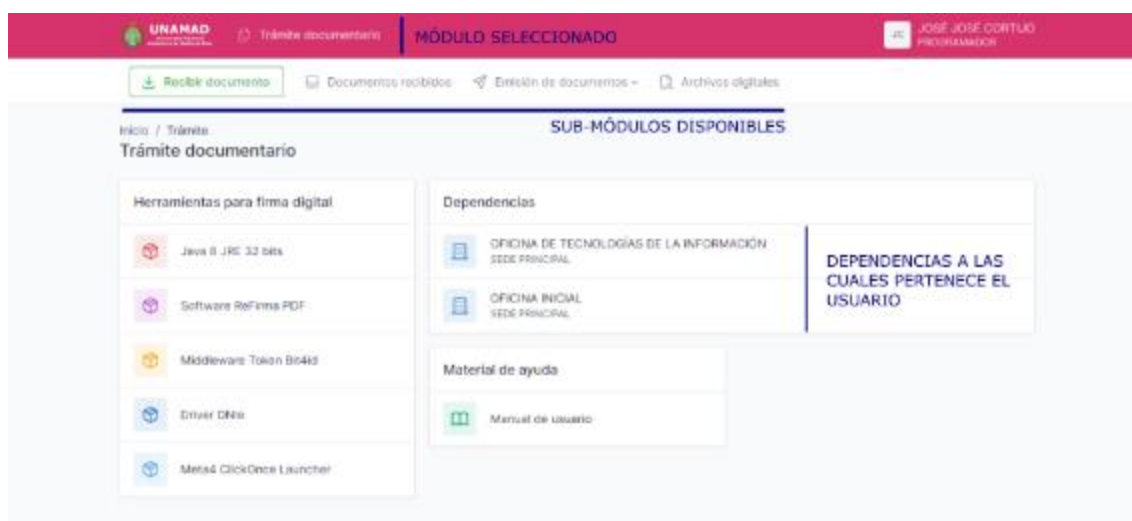 UNAMAD
Trámite documentario
MÓDULO SELECCIONADO
JOSÉ JOSÉ CORTIJO
PROGRAMADOR
Recibir documento
Documentos recibidos
Emisión de documentos
Archivos digitales
SUB-MÓDULOS DISPONIBLES
Inicio / Trámite
Trámite documentario
Herramientas para firma digital
Java 8 JRE 32 bits
Software ReFirma PDF
Middleware Token Bit4id
Driver DNIe
Meta4 ClickOnce Launcher
Dependencias
OFICINA DE TECNOLOGÍAS DE LA INFORMACIÓN
SEDE PRINCIPAL
OFICINA INICIAL
SEDE PRINCIPAL
DEPENDENCIAS A LAS
CUALES PERTENECE EL
USUARIO
Material de ayuda
Manual de usuario